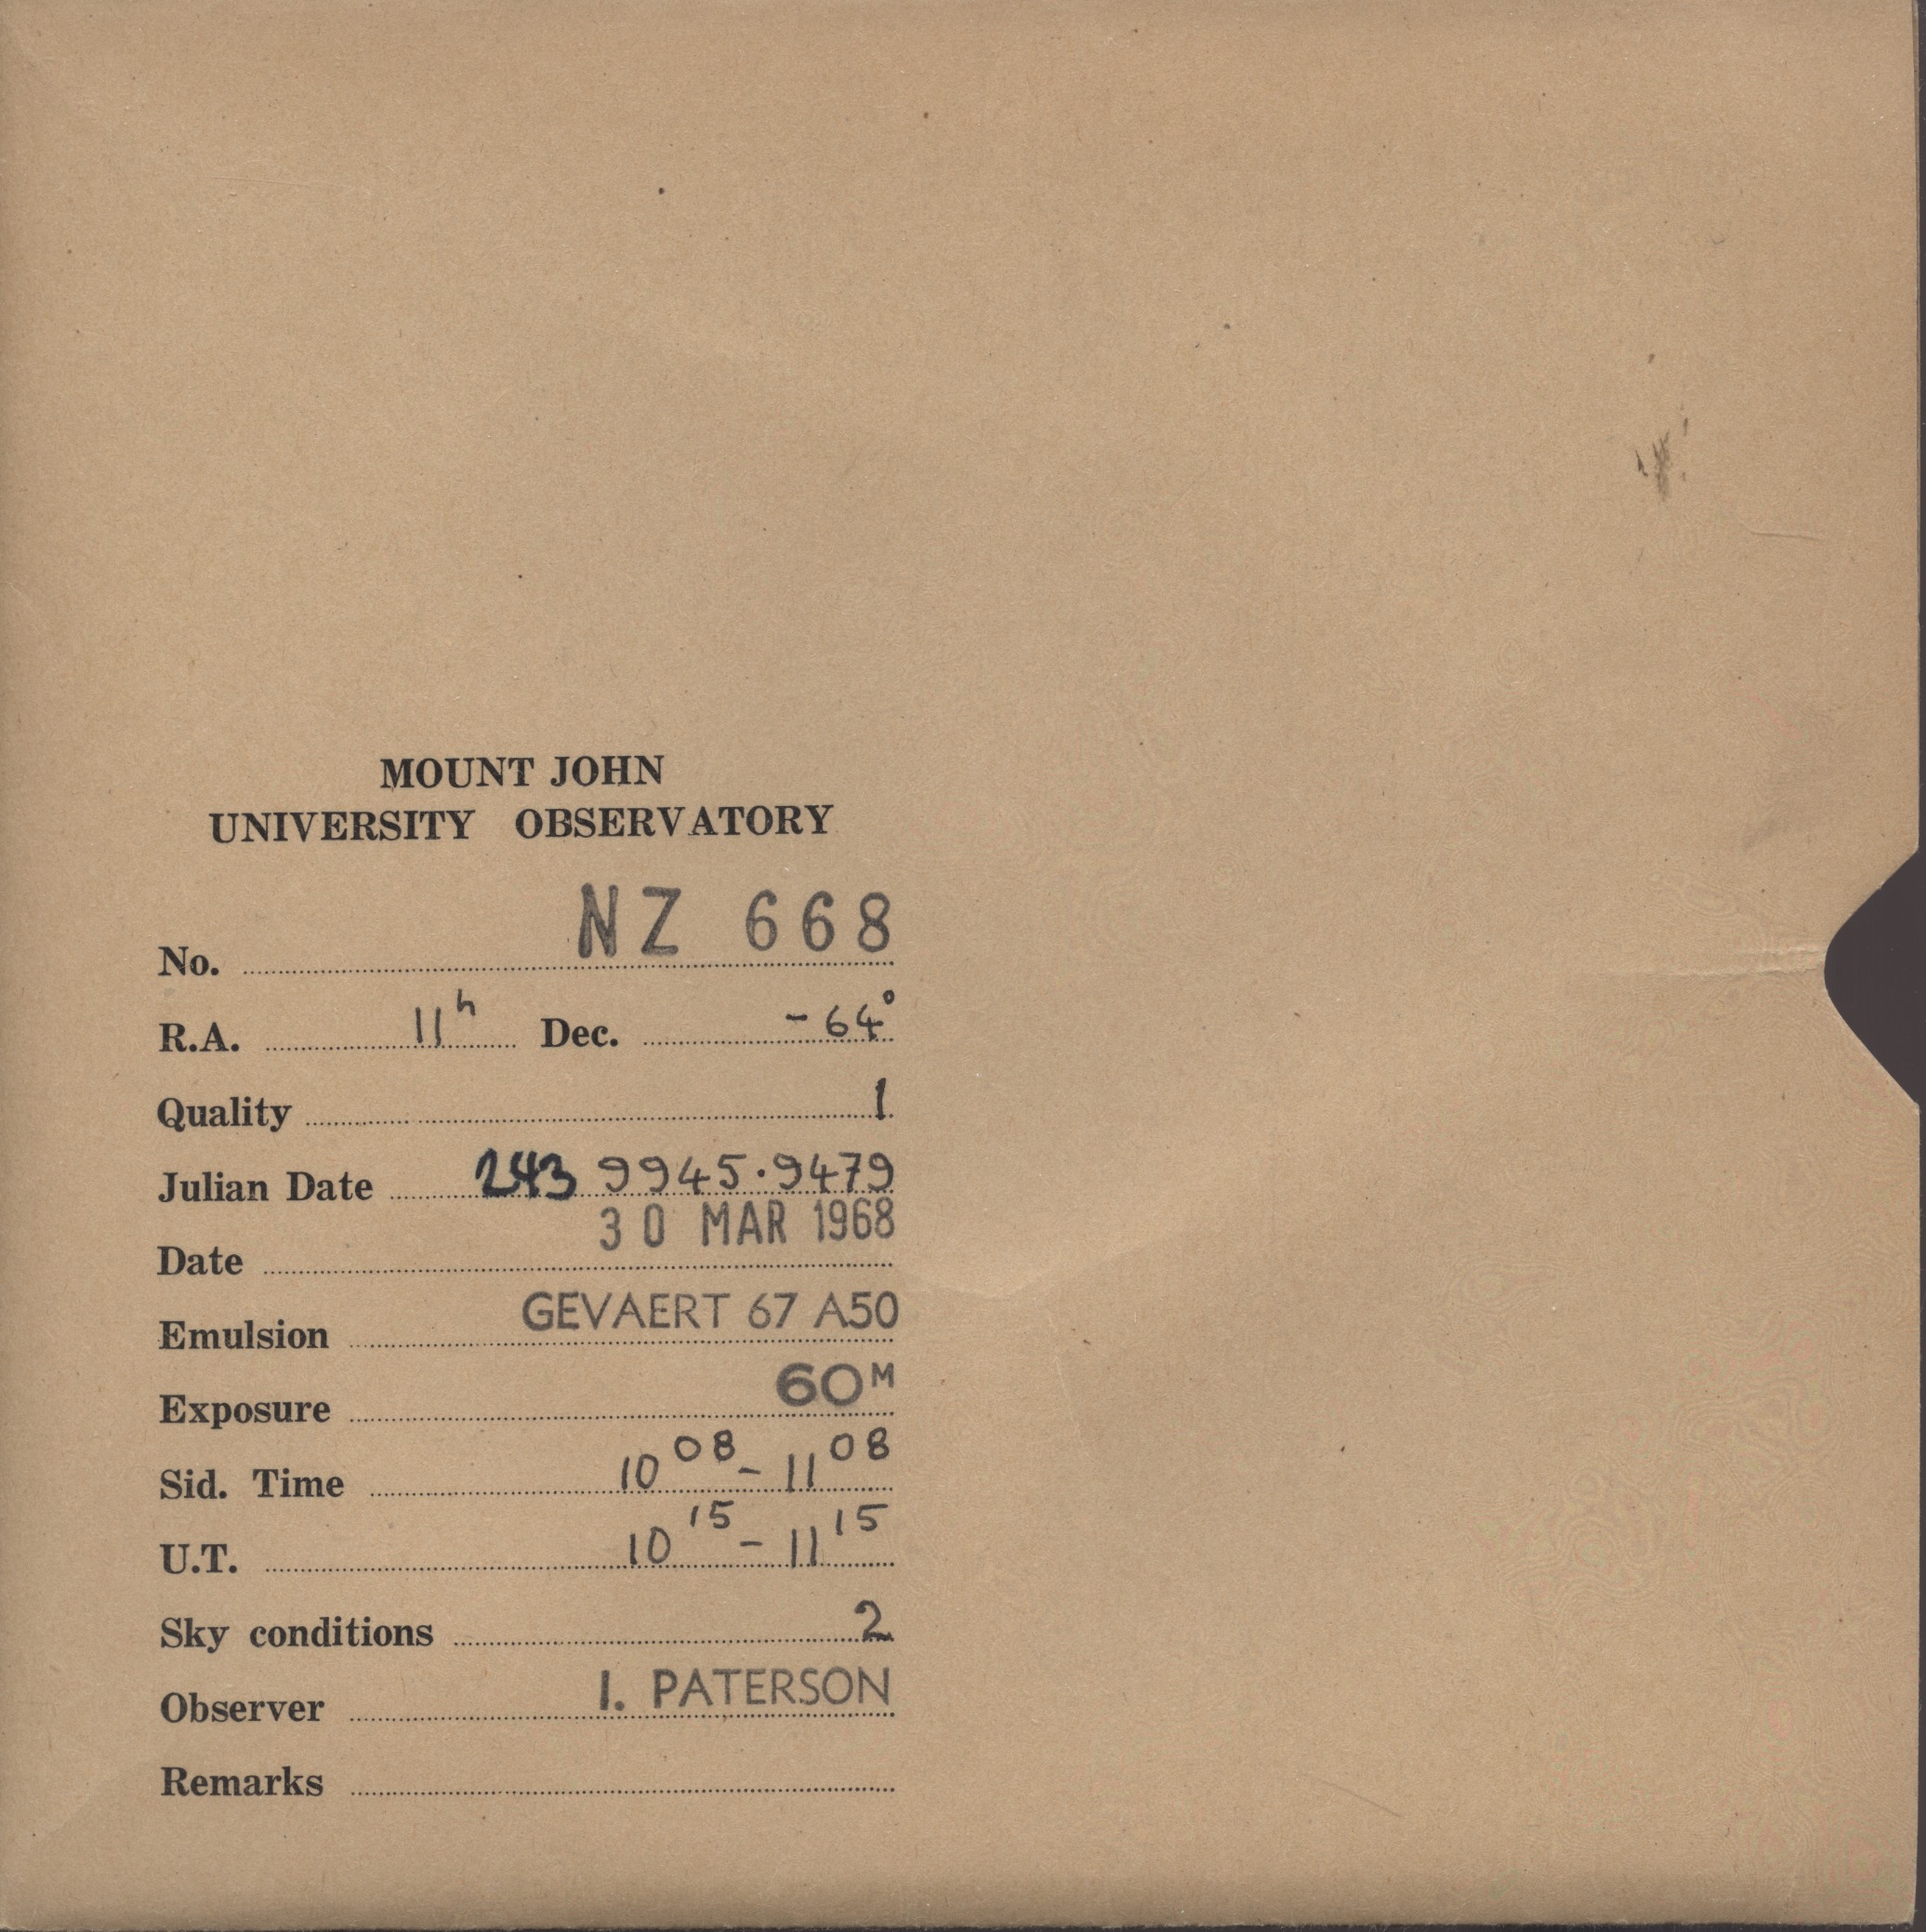 MOUNT JOHN
UNIVERSITY OBSERVATORY
No. NZ 668
R.A. 11h Dec. -64°
Quality 1
Julian Date 243 9945.9479
Date 30 MAR 1968
Emulsion GEVAERT 67 A50
Exposure 60M
Sid. Time 10 08 - 11 08
U.T. 10 15 - 11 15
Sky conditions 2
Observer I. PATERSON
Remarks